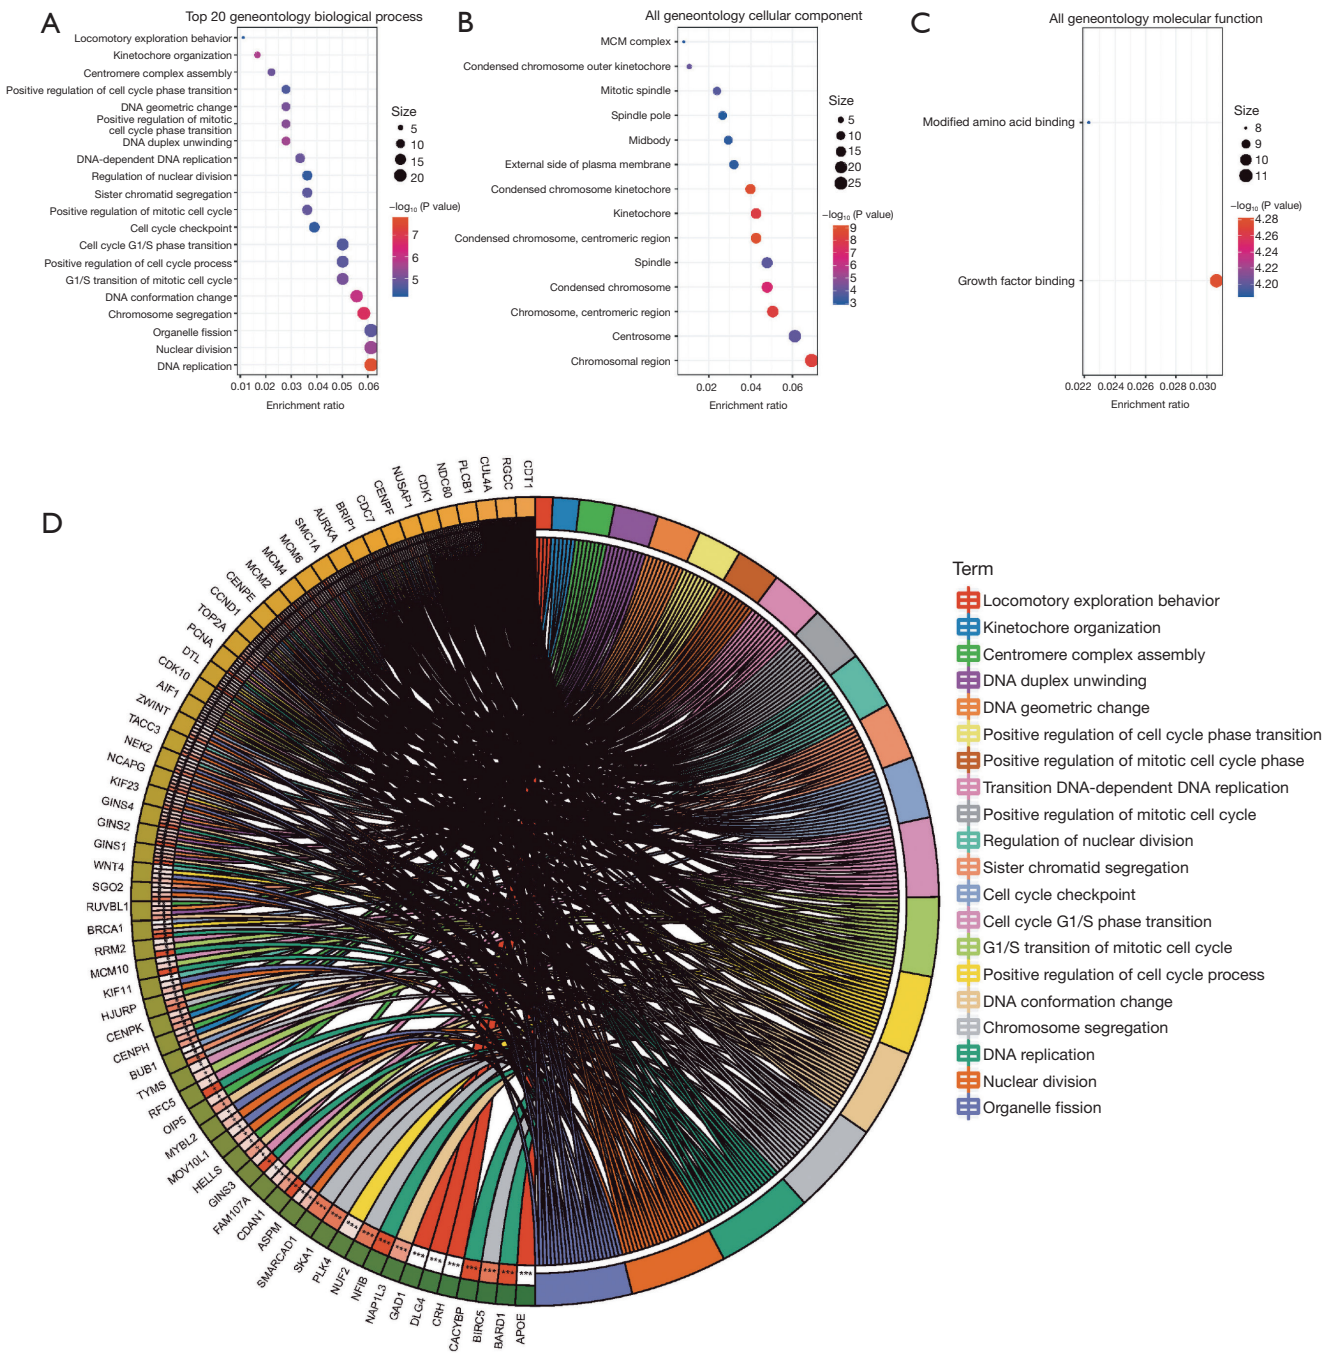 A
Top 20 geneontology biological process
Locomotory exploration behavior
Kinetochore organization
Centromere complex assembly
Positive regulation of cell cycle phase transition
DNA geometric change
Positive regulation of mitotic
cell cycle phase transition
DNA duplex unwinding
DNA-dependent DNA replication
Regulation of nuclear division
Sister chromatid segregation
Positive regulation of mitotic cell cycle
Cell cycle checkpoint
Cell cycle G1/S phase transition
Positive regulation of cell cycle process
G1/S transition of mitotic cell cycle
DNA conformation change
Chromosome segregation
Organelle fission
Nuclear division
DNA replication
0.01 0.02 0.03 0.04 0.05 0.06
Enrichment ratio
Size
5
10
15
20
−log₁₀ (P value)
7
6
5
B
All geneontology cellular component
MCM complex
Condensed chromosome outer kinetochore
Mitotic spindle
Spindle pole
Midbody
External side of plasma membrane
Condensed chromosome kinetochore
Kinetochore
Condensed chromosome, centromeric region
Spindle
Condensed chromosome
Chromosome, centromeric region
Centrosome
Chromosomal region
0.02 0.04 0.06
Enrichment ratio
Size
5
10
15
20
25
−log₁₀ (P value)
9
8
7
6
5
4
3
C
All geneontology molecular function
Modified amino acid binding
Growth factor binding
0.022 0.024 0.026 0.028 0.030
Enrichment ratio
Size
8
9
10
11
−log₁₀ (P value)
4.28
4.26
4.24
4.22
4.20
D
CDT1
RGCC
CUL4A
PLCB1
NDC80
CDK1
NUSAP1
CENPF
CDC7
BRIP1
AURKA
SMC1A
MCM6
MCM4
MCM2
CENPE
CCND1
TOP2A
PCNA
DTL
CDK10
AIF1
ZWINT
TACC3
NEK2
NCAPG
KIF23
GINS4
GINS2
GINS1
WNT4
SGO2
RUVBL1
BRCA1
RRM2
MCM10
KIF11
HJURP
CENPK
CENPH
BUB1
TYMS
RFC5
OIP5
MYBL2
MOV10L1
HELLS
GINS3
FAM107A
CDAN1
ASPM
SMARCAD1
SKA1
PLK4
NUF2
NFIB
NAP1L3
GAD1
DLG4
CRH
CACYBP
BIRC5
BARD1
APOE
Term
Locomotory exploration behavior
Kinetochore organization
Centromere complex assembly
DNA duplex unwinding
DNA geometric change
Positive regulation of cell cycle phase transition
Positive regulation of mitotic cell cycle phase
Transition DNA-dependent DNA replication
Positive regulation of mitotic cell cycle
Regulation of nuclear division
Sister chromatid segregation
Cell cycle checkpoint
Cell cycle G1/S phase transition
G1/S transition of mitotic cell cycle
Positive regulation of cell cycle process
DNA conformation change
Chromosome segregation
DNA replication
Nuclear division
Organelle fission